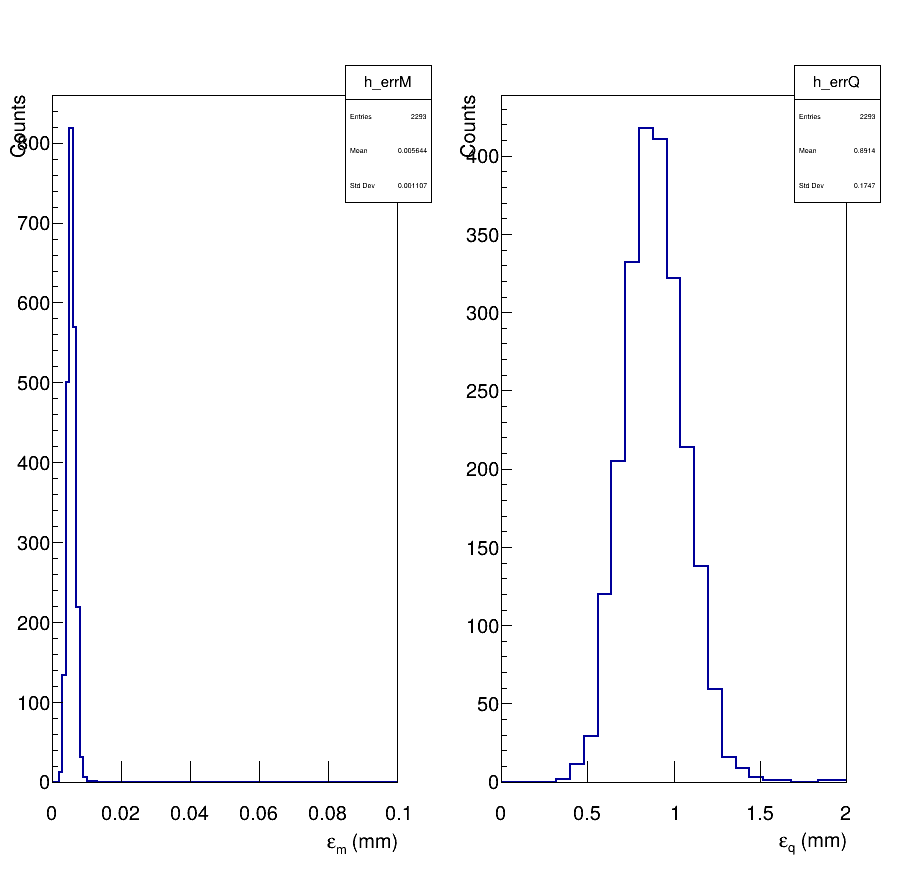 h_errM
Entries 2293
Mean 0.005644
Std Dev 0.001107
Counts
800
700
600
500
400
300
200
100
0
0 0.02 0.04 0.06 0.08 0.1
εm (mm)
h_errQ
Entries 2293
Mean 0.8914
Std Dev 0.1747
Counts
400
350
300
250
200
150
100
50
0
0 0.5 1 1.5 2
εq (mm)